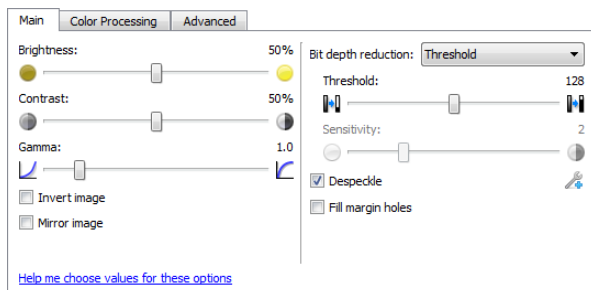 Main Color Processing Advanced
Brightness: 50%
Contrast: 50%
Gamma: 1.0
Invert image
Mirror image
Help me choose values for these options
Bit depth reduction: Threshold
Threshold: 128
Sensitivity: 2
Despeckle
Fill margin holes